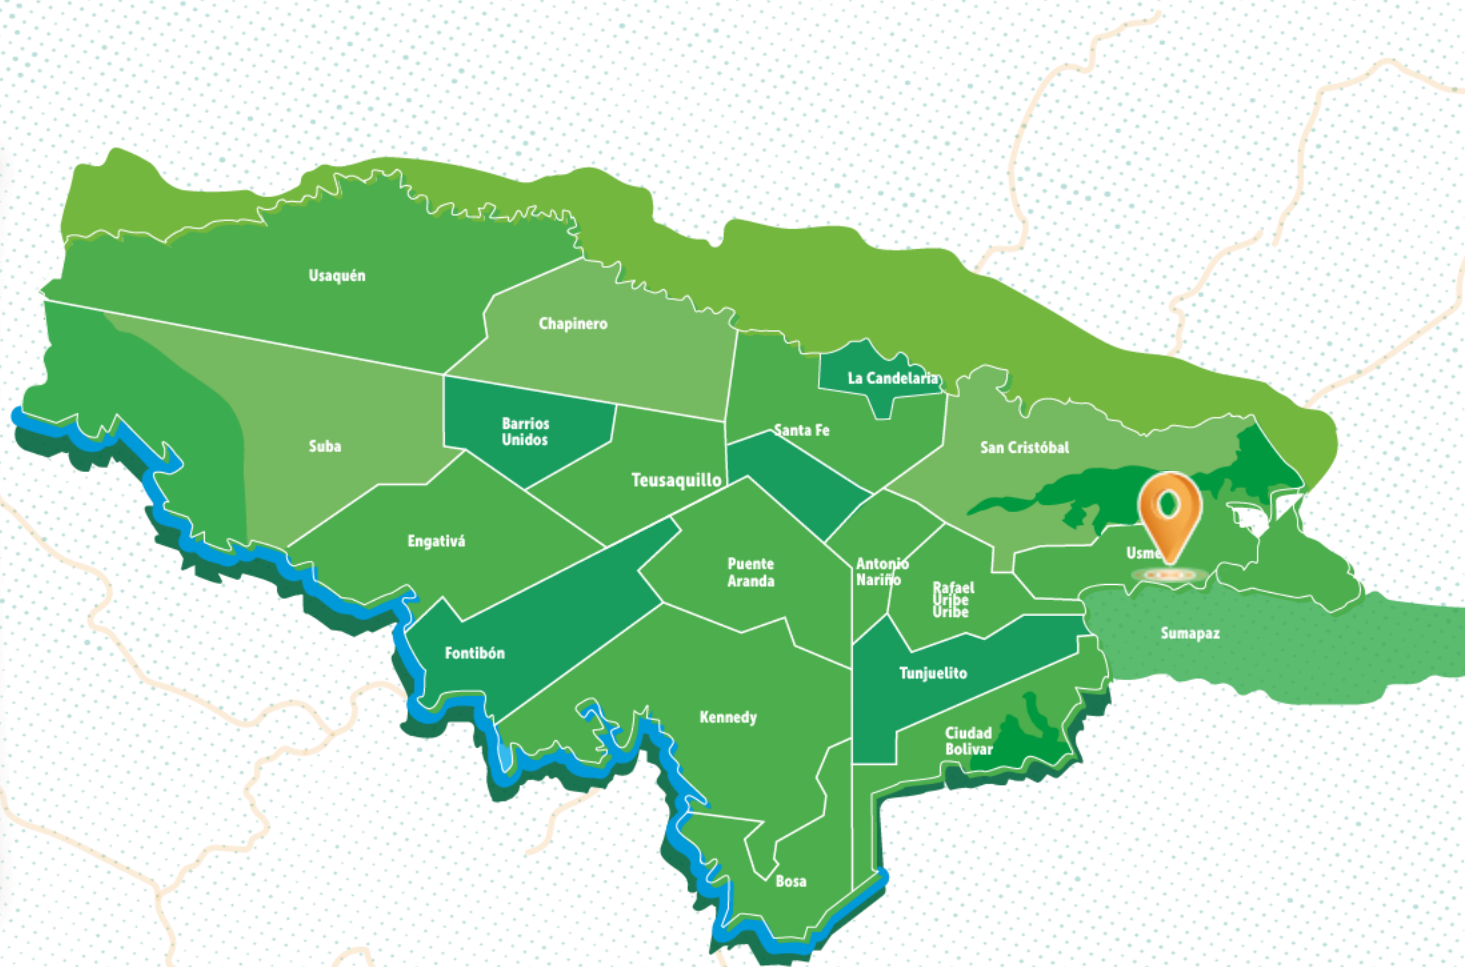 Usaquén
Chapinero
La Candelaria
Barrios
Unidos
Santa Fe
Suba
San Cristóbal
Teusaquillo
Engativá
Usme
Puente
Aranda
Antonio
Nariño
Rafael
Uribe
Uribe
Sumapaz
Fontibón
Tunjuelito
Kennedy
Ciudad
Bolivar
Bosa